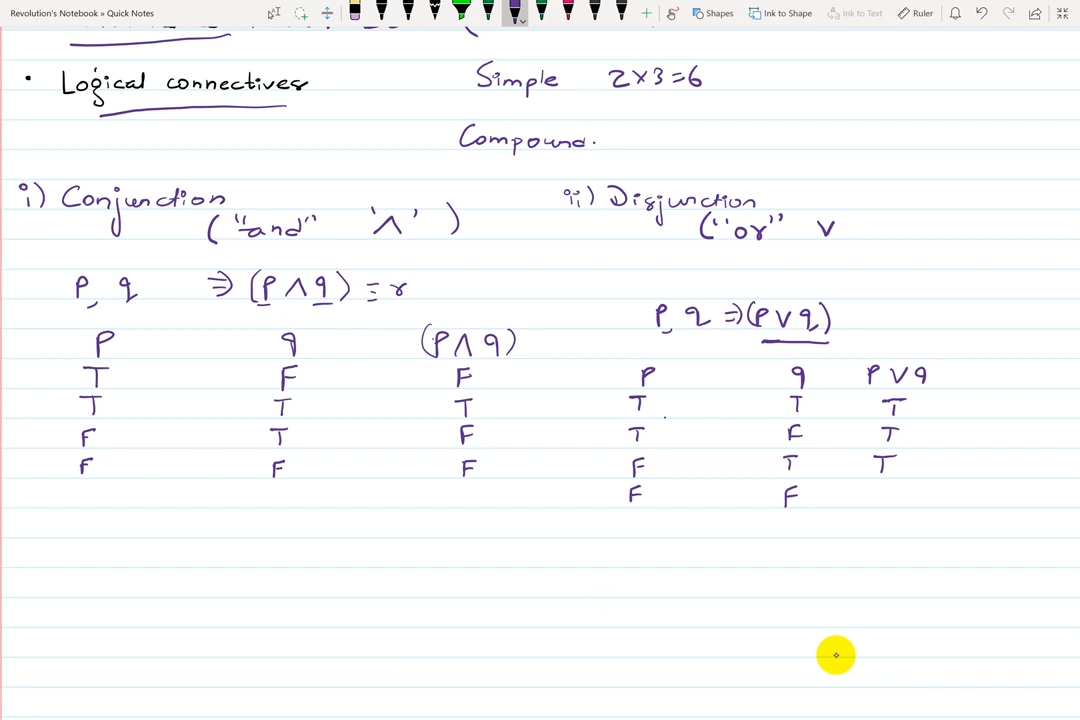 Revolution's Notebook » Quick Notes
Shapes Ink to Shape Ink to Text Ruler
• Logical connectives
Simple 2×3=6
Compound.
i) Conjunction
("and" '∧')
ii) Disjunction
("or" ∨
P, q ⇒ (P ∧ q) ≡ r
P q (P ∧ q)
T F F
T T T
F T F
F F F
P, q ⇒ (P ∨ q)
P q P ∨ q
T T T
T F T
F T T
F F